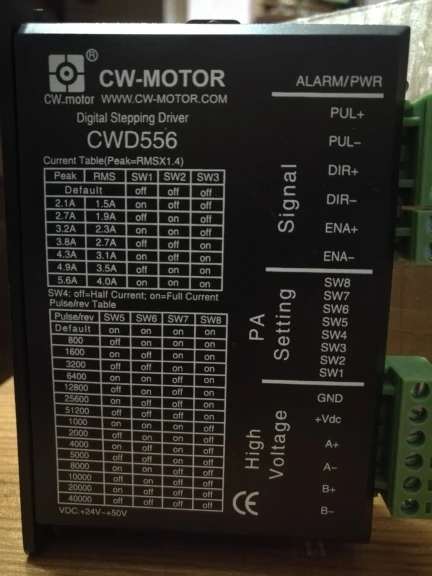 ®
CW-MOTOR
CW.motor WWW.CW-MOTOR.COM
Digital Stepping Driver
CWD556
Current Table(Peak=RMSX1.4)
Peak RMS SW1 SW2 SW3
Default off off off
2.1A 1.5A on off off
2.7A 1.9A off on off
3.2A 2.3A on on off
3.8A 2.7A off off on
4.3A 3.1A on off on
4.9A 3.5A off on on
5.6A 4.0A on on on
SW4: off=Half Current; on=Full Current
Pulse/rev Table
Pulse/rev SW5 SW6 SW7 SW8
Default on on on on
800 off on on on
1600 on off on on
3200 off off on on
6400 on on off on
12800 off on off on
25600 on off off on
51200 off off off on
1000 on on on off
2000 off on on off
4000 on off on off
5000 off off on off
8000 on on off off
10000 off on off off
20000 on off off off
40000 off off off off
VDC:+24V~+50V
CE
ALARM/PWR
Signal
PUL+
PUL-
DIR+
DIR-
ENA+
ENA-
PA
Setting
SW8
SW7
SW6
SW5
SW4
SW3
SW2
SW1
High
Voltage
GND
+Vdc
A+
A-
B+
B-